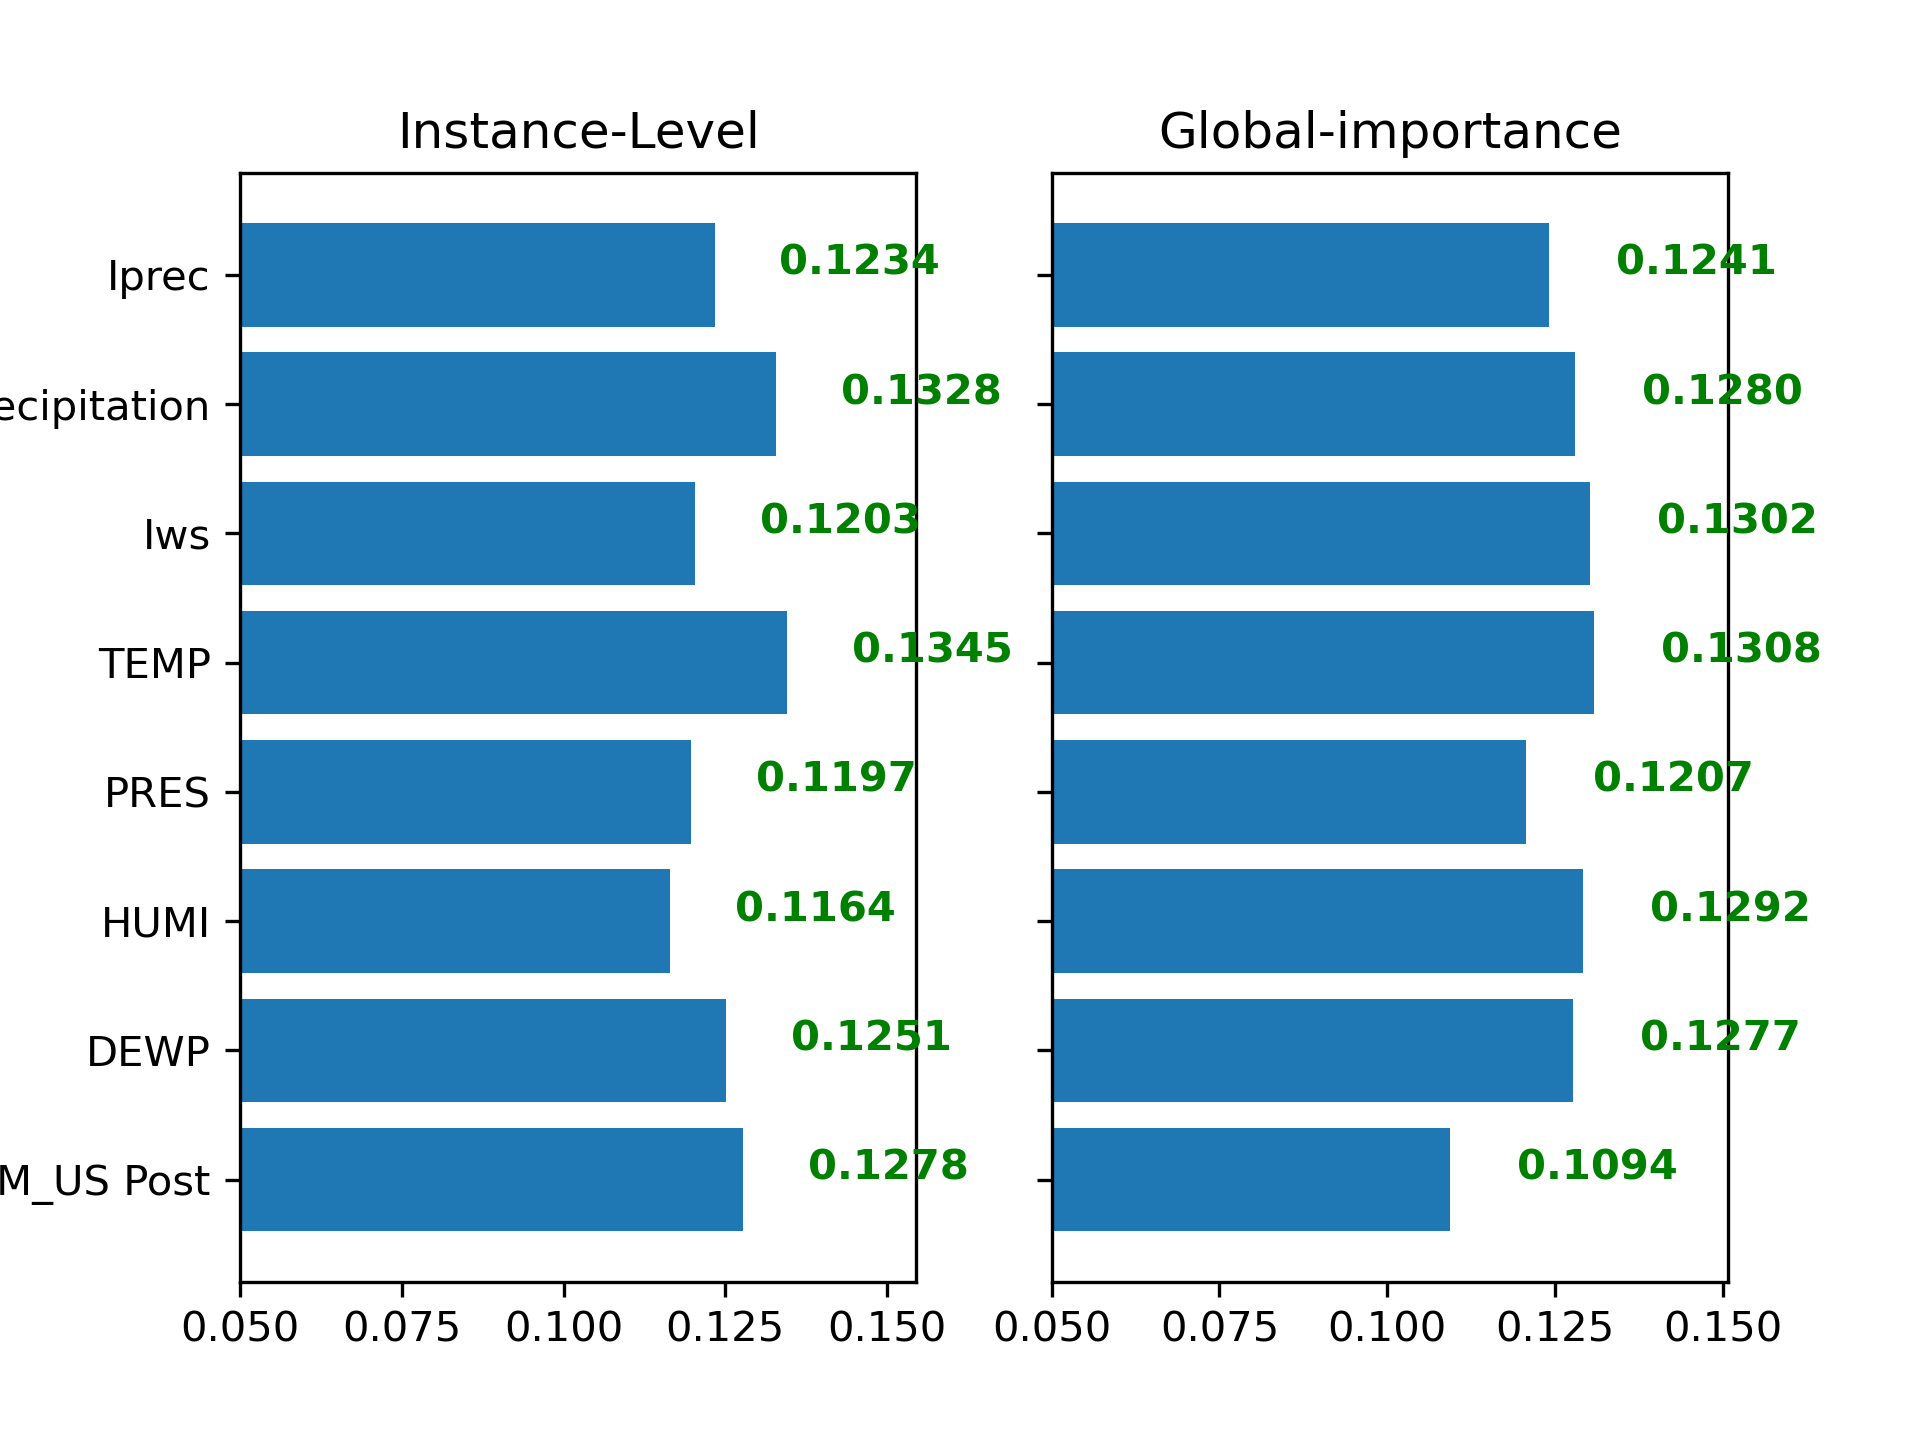 Instance-Level
Global-importance
Iprec 0.1234 0.1241
ecipitation 0.1328 0.1280
Iws 0.1203 0.1302
TEMP 0.1345 0.1308
PRES 0.1197 0.1207
HUMI 0.1164 0.1292
DEWP 0.1251 0.1277
M_US Post 0.1278 0.1094
0.050 0.075 0.100 0.125 0.150
0.050 0.075 0.100 0.125 0.150